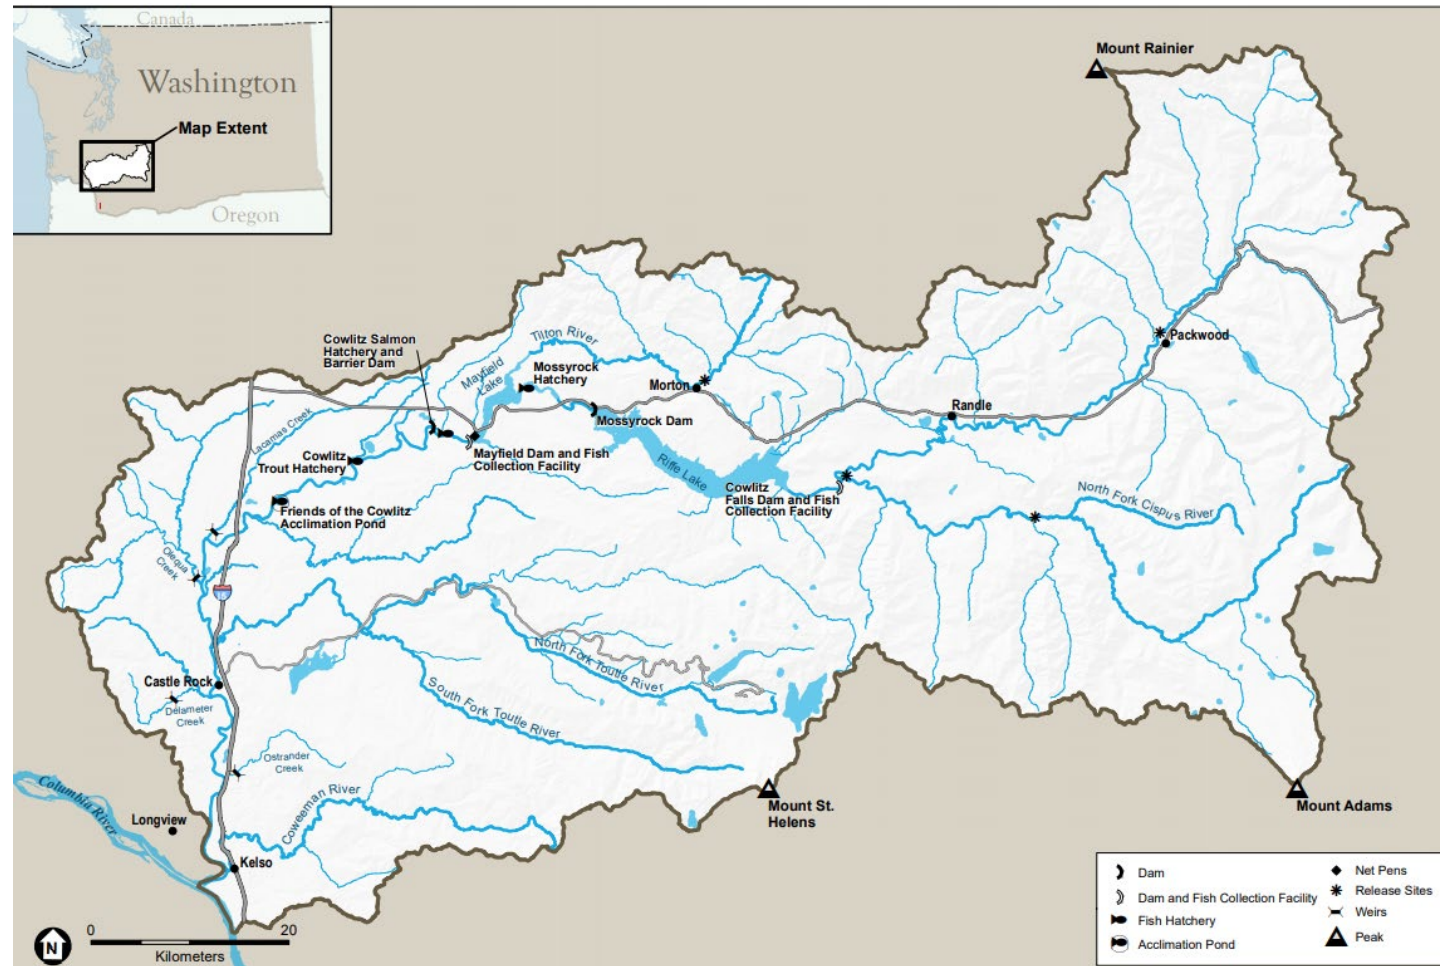 Canada
Washington
Map Extent
Oregon
Mount Rainier
Packwood
Randle
Cowlitz Salmon
Hatchery and
Barrier Dam
Tilton River
Mayfield
Lake
Mossyrock
Hatchery
Morton
Mossyrock Dam
Lacamas Creek
Mayfield Dam and Fish
Collection Facility
Cowlitz
Trout Hatchery
Riffe Lake
Cowlitz
Falls Dam and Fish
Collection Facility
North Fork Cispus River
Friends of the Cowlitz
Acclimation Pond
Olequa
Creek
North Fork Toutle River
Castle Rock
South Fork Toutle River
Delameter
Creek
Ostrander
Creek
Columbia River
Coweeman River
Longview
Kelso
Mount St.
Helens
Mount Adams
N
0 20
Kilometers
Dam
Dam and Fish Collection Facility
Fish Hatchery
Acclimation Pond
Net Pens
Release Sites
Weirs
Peak